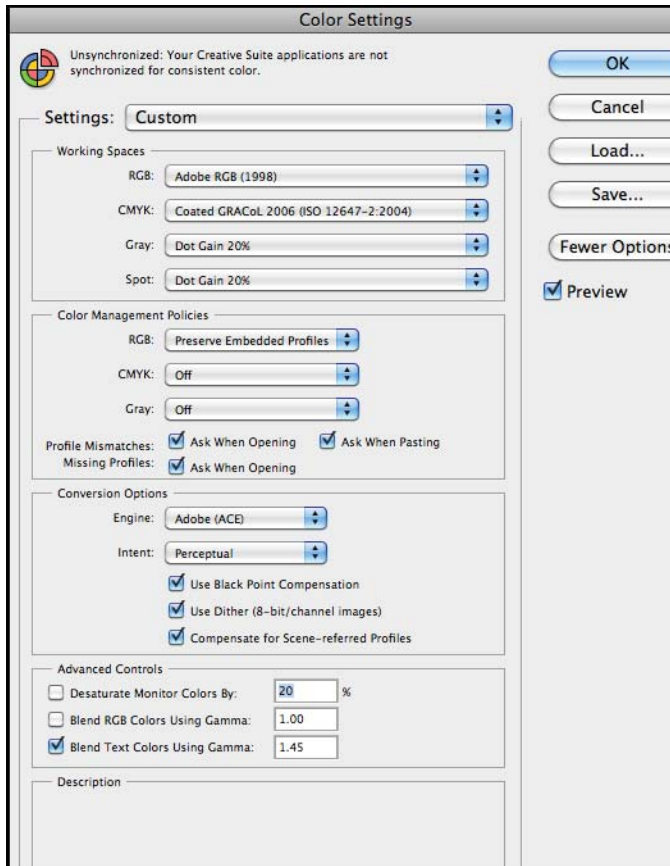 Color Settings
Unsynchronized: Your Creative Suite applications are not
synchronized for consistent color.
OK
Cancel
Load...
Save...
Fewer Options
Preview
Settings: Custom
Working Spaces
RGB: Adobe RGB (1998)
CMYK: Coated GRACoL 2006 (ISO 12647-2:2004)
Gray: Dot Gain 20%
Spot: Dot Gain 20%
Color Management Policies
RGB: Preserve Embedded Profiles
CMYK: Off
Gray: Off
Profile Mismatches: Ask When Opening Ask When Pasting
Missing Profiles: Ask When Opening
Conversion Options
Engine: Adobe (ACE)
Intent: Perceptual
Use Black Point Compensation
Use Dither (8-bit/channel images)
Compensate for Scene-referred Profiles
Advanced Controls
Desaturate Monitor Colors By: 20 %
Blend RGB Colors Using Gamma: 1.00
Blend Text Colors Using Gamma: 1.45
Description